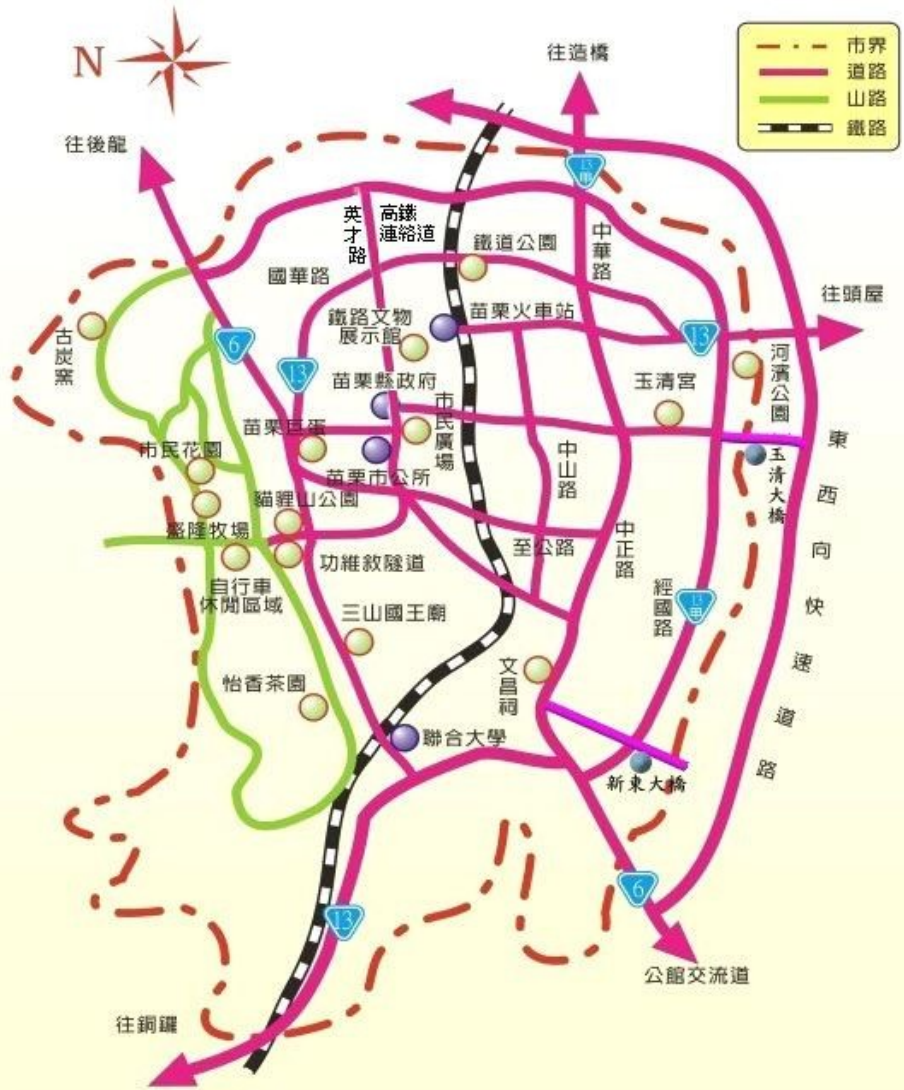 N
市界
道路
山路
鐵路
往造橋
往後龍
13
甲
英才路
高鐵
連絡道
中華路
國華路
鐵道公園
往頭屋
古炭窯
6
13
鐵路文物
展示館
苗栗火車站
13
河濱公園
苗栗縣政府
玉清宮
市民廣場
苗栗巨蛋
市民花園
苗栗市公所
中山路
玉清大橋
東西向快速道路
貓貍山公園
盛隆牧場
功維敘隧道
至公路
中正路
自行車
休閒區域
經國路
13
甲
三山國王廟
怡香茶園
文昌祠
聯合大學
新東大橋
6
13
公館交流道
往銅鑼